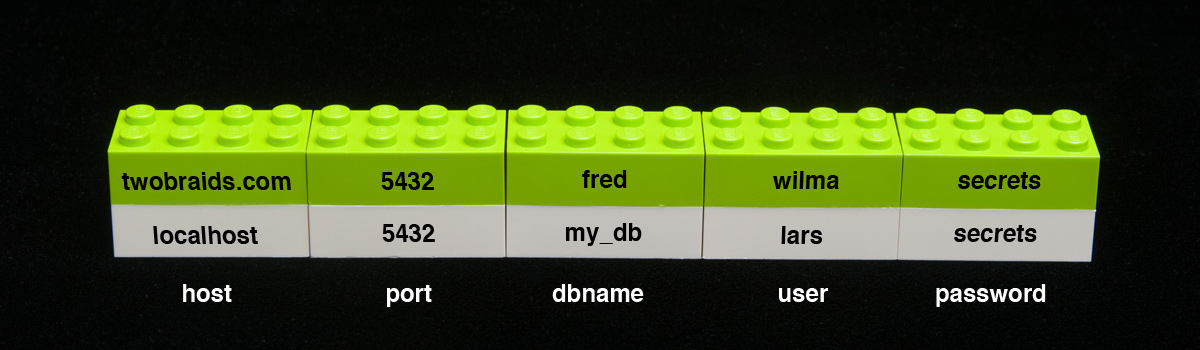 twobraids.com 5432 fred wilma secrets
localhost 5432 my_db lars secrets
host port dbname user password